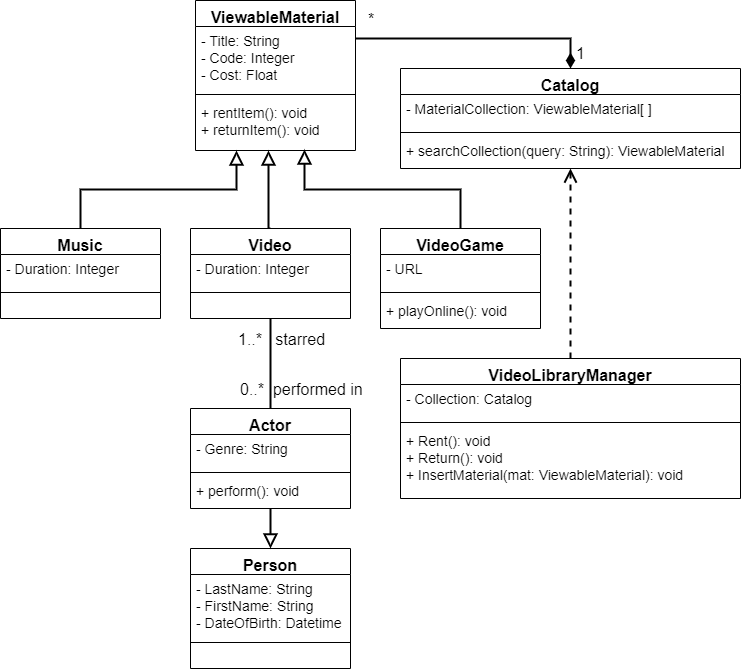 ViewableMaterial
- Title: String
- Code: Integer
- Cost: Float
+ rentItem(): void
+ returnItem(): void
*
1
Catalog
- MaterialCollection: ViewableMaterial[ ]
+ searchCollection(query: String): ViewableMaterial
Music
- Duration: Integer
Video
- Duration: Integer
VideoGame
- URL
+ playOnline(): void
1..* starred
0..* performed in
VideoLibraryManager
- Collection: Catalog
+ Rent(): void
+ Return(): void
+ InsertMaterial(mat: ViewableMaterial): void
Actor
- Genre: String
+ perform(): void
Person
- LastName: String
- FirstName: String
- DateOfBirth: Datetime